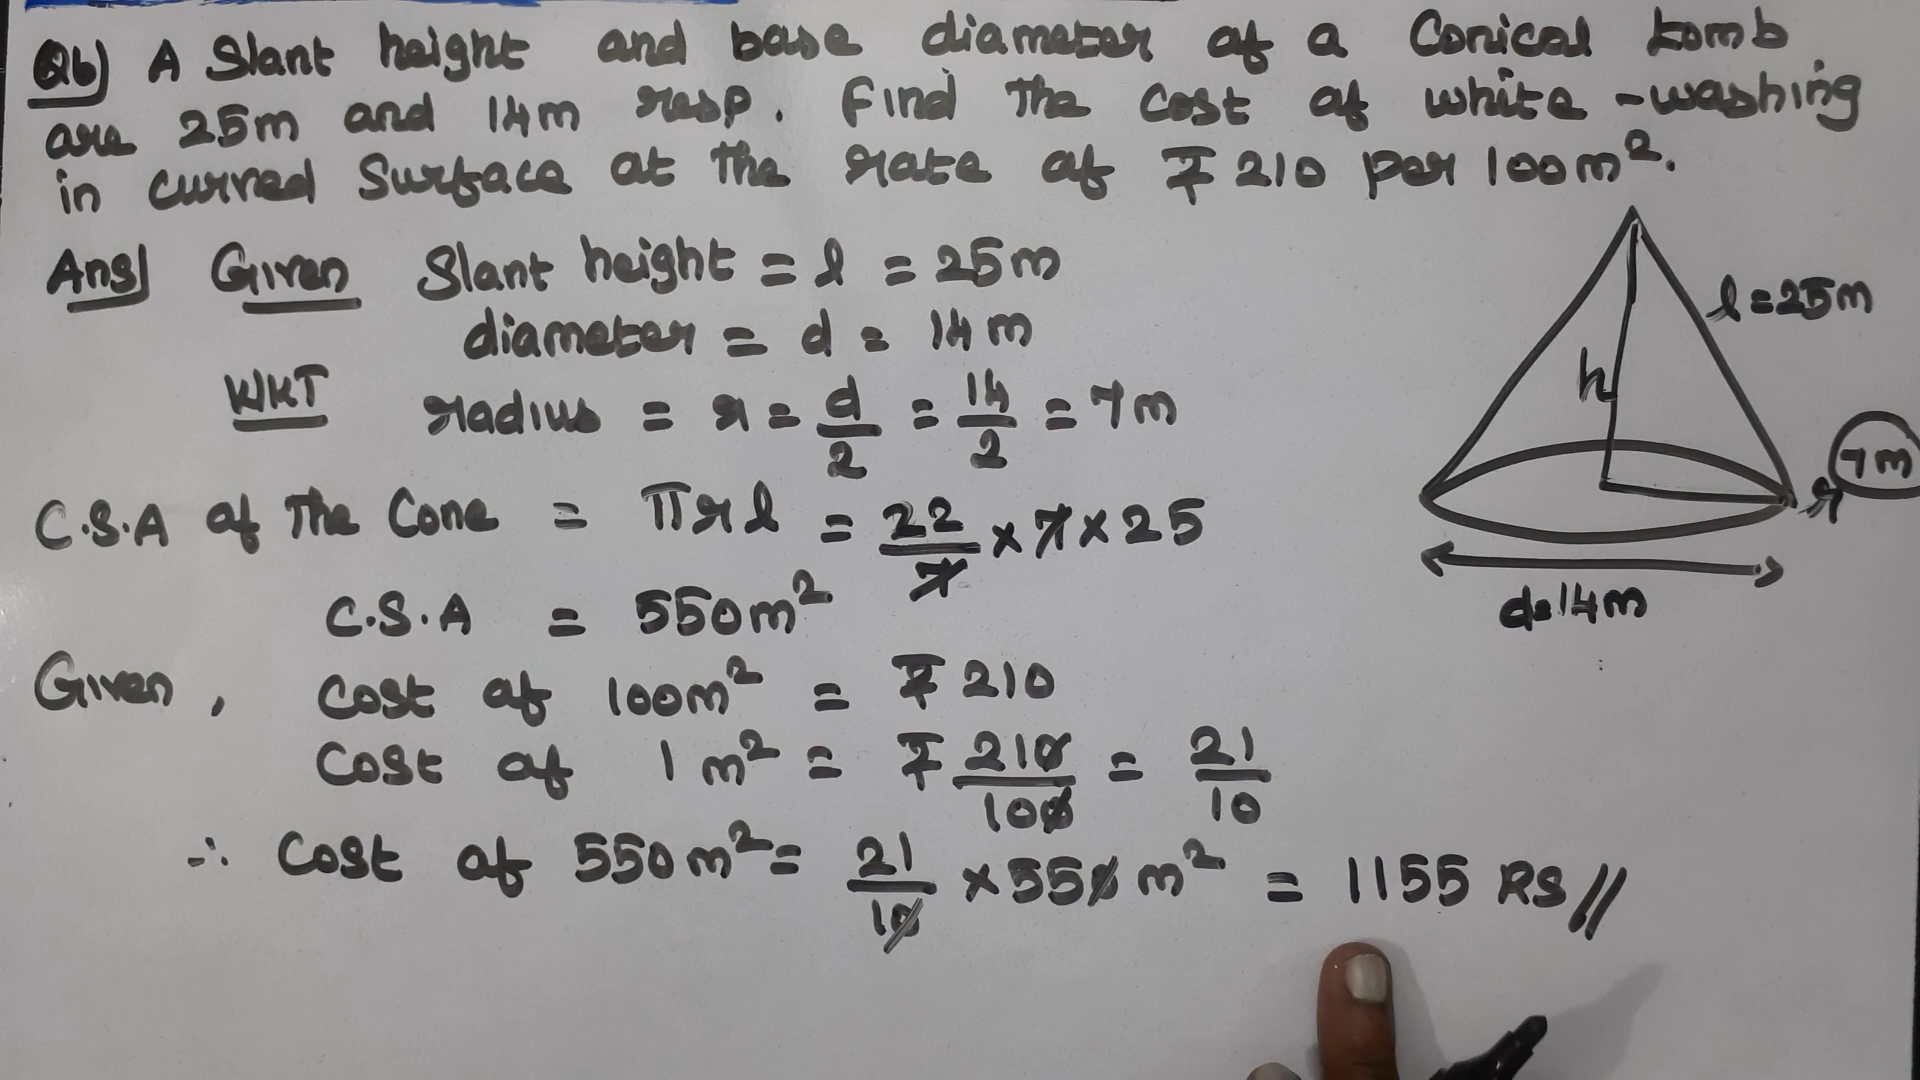 Q6) A Slant height and base diameter of a Conical tomb
are 25m and 14m resp. Find the cost of white-washing
in curved Surface at the rate of ₹ 210 per 100m².
Ans) Given Slant height = l = 25m
diameter = d = 14m
WKT radius = r = d/2 = 14/2 = 7m
C.S.A of the Cone = πrl = 22/7 × 7 × 25
C.S.A = 550m²
Given, Cost of 100m² = ₹ 210
Cost of 1m² = ₹ 210/100 = 21/10
∴ Cost of 550m² = 21/10 × 550 m² = 1155 RS //
l = 25m
h
7m
r
d=14m